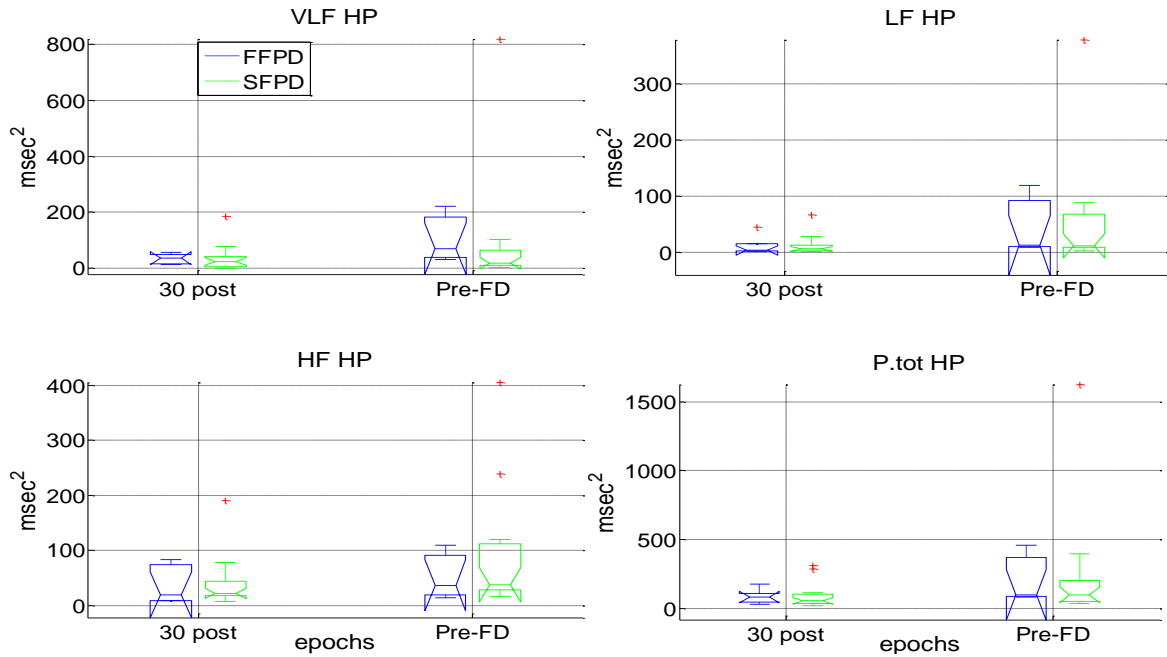 VLF HP
800
600
400
200
0
msec²
FFPD
SFPD
30 post
Pre-FD
LF HP
300
200
100
0
msec²
30 post
Pre-FD
HF HP
400
300
200
100
0
msec²
30 post
epochs
Pre-FD
P.tot HP
1500
1000
500
0
msec²
30 post
epochs
Pre-FD